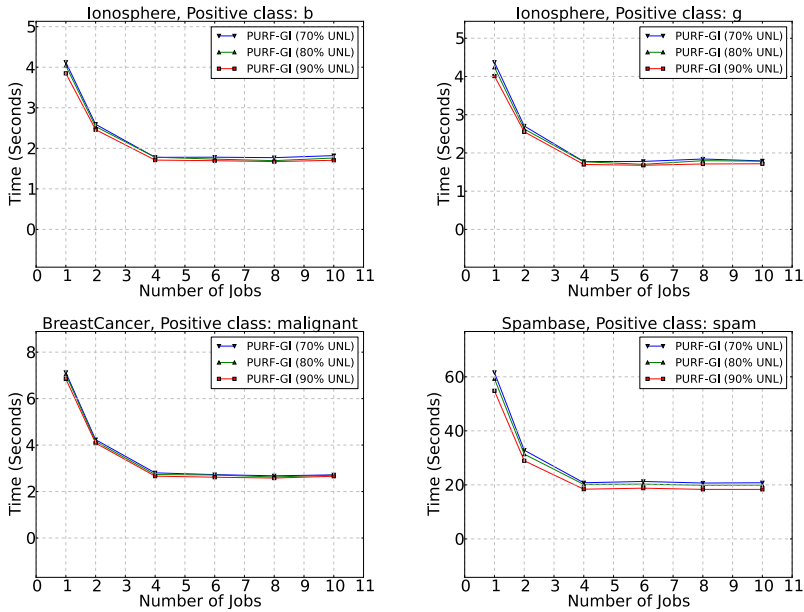 Ionosphere, Positive class: b
PURF-GI (70% UNL)
PURF-GI (80% UNL)
PURF-GI (90% UNL)
Time (Seconds)
5
4
3
2
1
0
0 1 2 3 4 5 6 7 8 9 10 11
Number of Jobs
Ionosphere, Positive class: g
PURF-GI (70% UNL)
PURF-GI (80% UNL)
PURF-GI (90% UNL)
Time (Seconds)
5
4
3
2
1
0
0 1 2 3 4 5 6 7 8 9 10 11
Number of Jobs
BreastCancer, Positive class: malignant
PURF-GI (70% UNL)
PURF-GI (80% UNL)
PURF-GI (90% UNL)
Time (Seconds)
8
6
4
2
0
0 1 2 3 4 5 6 7 8 9 10 11
Number of Jobs
Spambase, Positive class: spam
PURF-GI (70% UNL)
PURF-GI (80% UNL)
PURF-GI (90% UNL)
Time (Seconds)
60
40
20
0
0 1 2 3 4 5 6 7 8 9 10 11
Number of Jobs